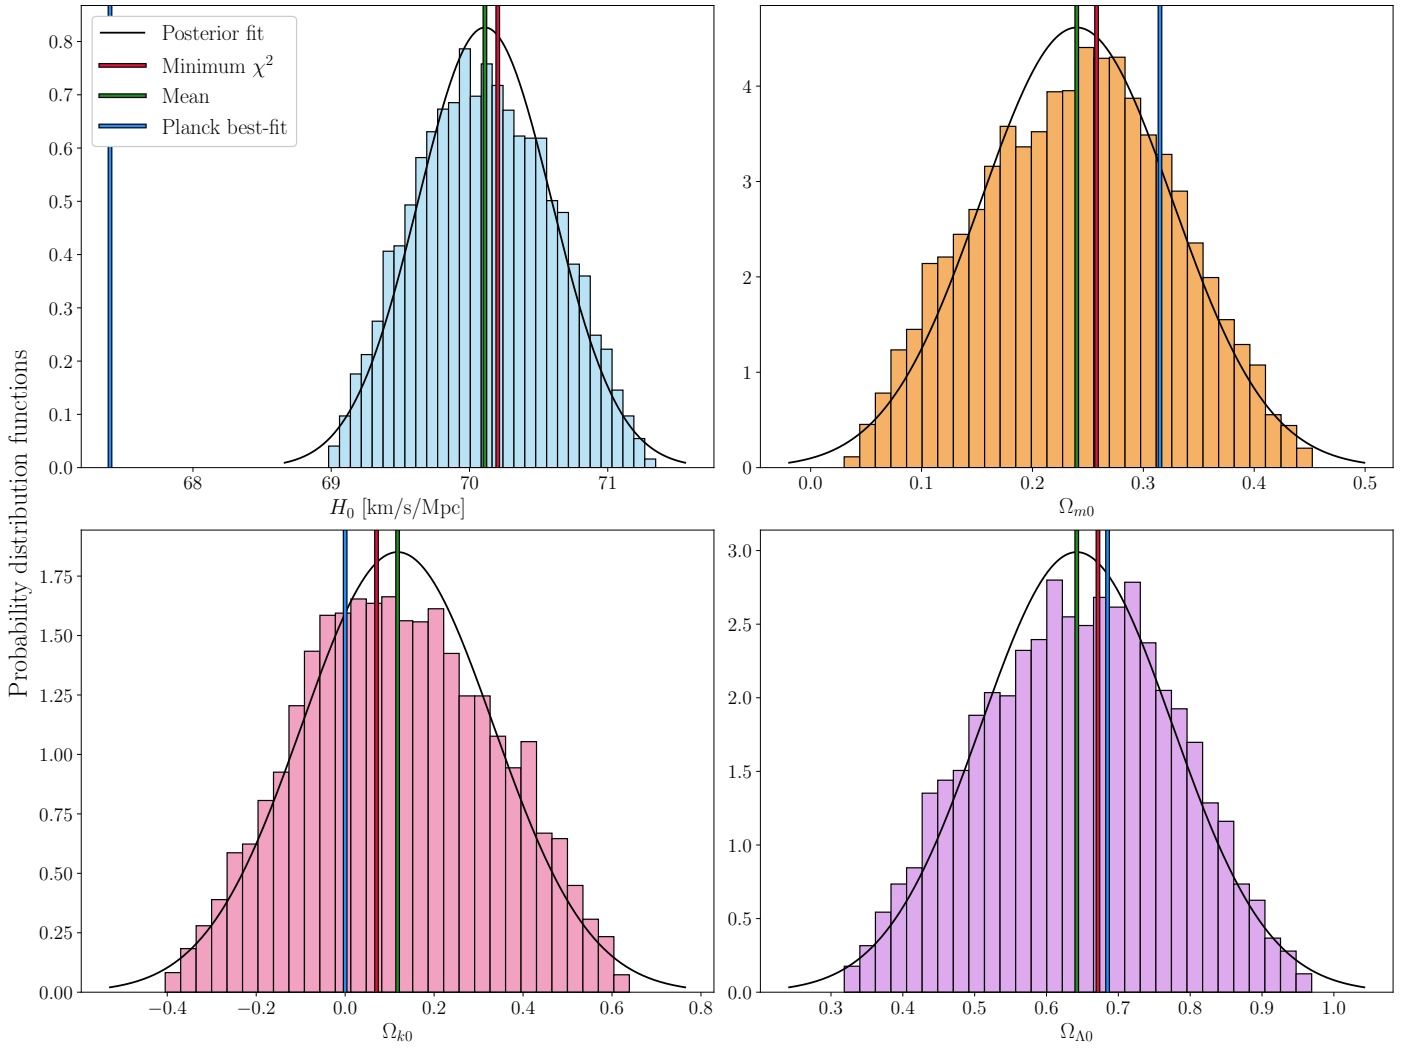 Probability distribution functions
Posterior fit
Minimum χ²
Mean
Planck best-fit
0.8
0.7
0.6
0.5
0.4
0.3
0.2
0.1
0.0
68 69 70 71
H₀ [km/s/Mpc]
4
3
2
1
0
0.0 0.1 0.2 0.3 0.4 0.5
Ωₘ₀
1.75
1.50
1.25
1.00
0.75
0.50
0.25
0.00
−0.4 −0.2 0.0 0.2 0.4 0.6 0.8
Ωₖ₀
3.0
2.5
2.0
1.5
1.0
0.5
0.0
0.3 0.4 0.5 0.6 0.7 0.8 0.9 1.0
Ω_Λ0